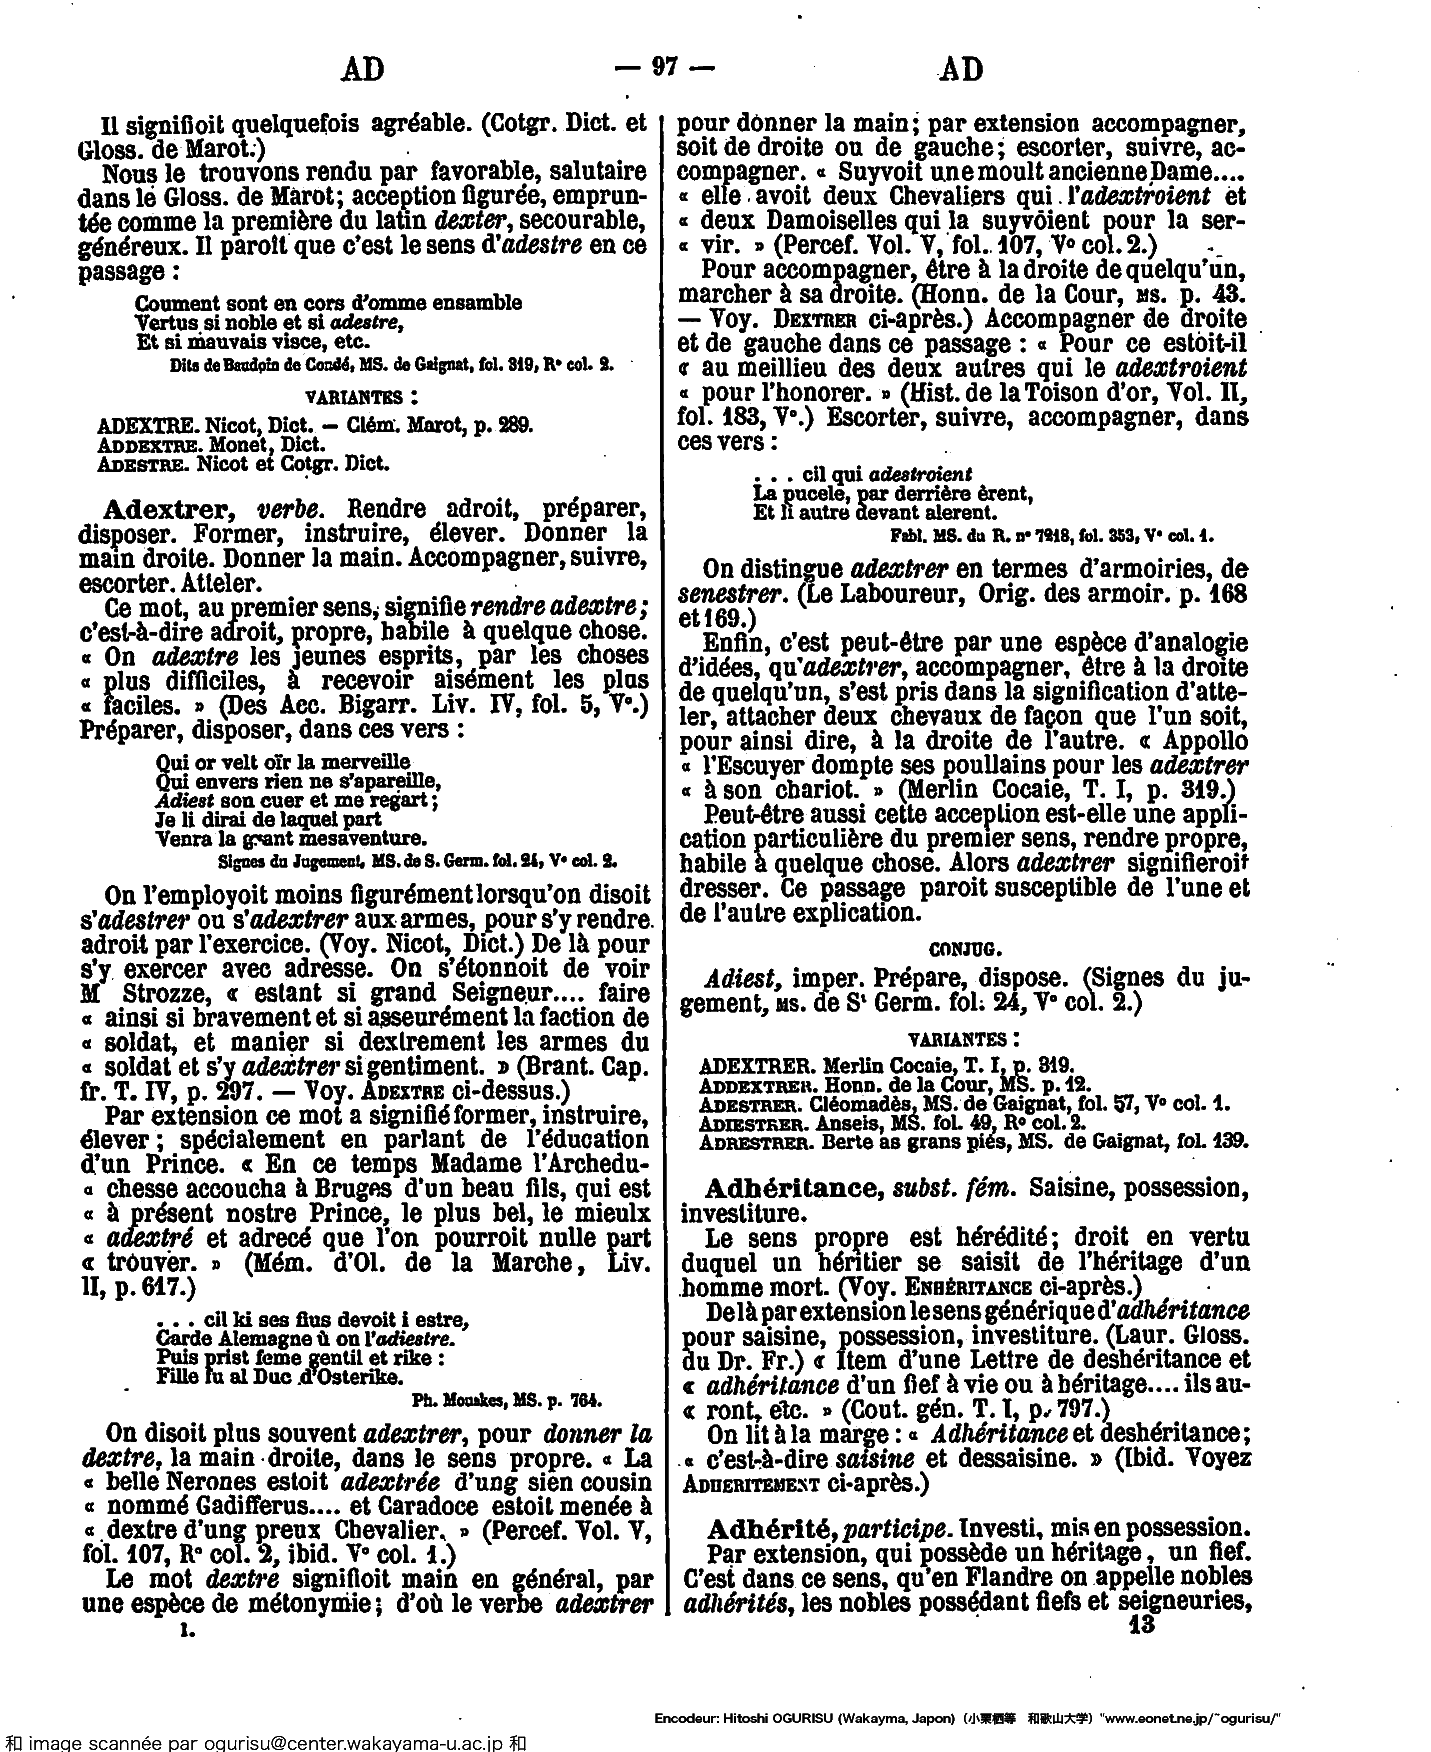 AD — 97 — AD
Il signifioit quelquefois agréable. (Cotgr. Dict. et
Gloss. de Marot.)
Nous le trouvons rendu par favorable, salutaire
dans le Gloss. de Marot; acception figurée, emprun-
tée comme la première du latin dexter, secourable,
généreux. Il paroit que c'est le sens d'adestre en ce
passage :
Coument sont en cors d'omme ensamble
Vertus si noble et si adestre,
Et si mauvais visce, etc.
Dits de Baudoin de Condé, MS. de Gaignat, fol. 319, R° col. 2.
VARIANTES :
ADEXTRE. Nicot, Dict. — Clém. Marot, p. 289.
ADDEXTRE. Monet, Dict.
ADESTRE. Nicot et Cotgr. Dict.
Adextrer, verbe. Rendre adroit, préparer,
disposer. Former, instruire, élever. Donner la
main droite. Donner la main. Accompagner, suivre,
escorter. Atteler.
Ce mot, au premier sens, signifie rendre adextre;
c'est-à-dire adroit, propre, habile à quelque chose.
« On adextre les jeunes esprits, par les choses
« plus difficiles, à recevoir aisément les plus
« faciles. » (Des Acc. Bigarr. Liv. IV, fol. 5, V°.)
Préparer, disposer, dans ces vers :
Qui or velt oïr la merveille
Qui envers rien ne s'apareille,
Adiest son cuer et me regart;
Je li dirai de laquel part
Venra la grant mesaventure.
Signes du Jugement, MS. de S. Germ. fol. 24, V° col. 2.
On l'employoit moins figurément lorsqu'on disoit
s'adestrer ou s'adextrer aux armes, pour s'y rendre
adroit par l'exercice. (Voy. Nicot, Dict.) De là pour
s'y exercer avec adresse. On s'étonnoit de voir
M Strozze, « estant si grand Seigneur.... faire
« ainsi si bravement et si asseurément la faction de
« soldat, et manier si dextrement les armes du
« soldat et s'y adextrer si gentiment. » (Brant. Cap.
fr. T. IV, p. 297. — Voy. ADEXTRE ci-dessus.)
Par extension ce mot a signifié former, instruire,
élever; spécialement en parlant de l'éducation
d'un Prince. « En ce temps Madame l'Archedu-
« chesse accoucha à Bruges d'un beau fils, qui est
« à présent nostre Prince, le plus bel, le mieulx
« adextré et adrecé que l'on pourroit nulle part
« trouver. » (Mém. d'Ol. de la Marche, Liv.
II, p. 617.)
. . . cil ki ses fius devoit i estre,
Garde Alemagne ù on l'adiestre.
Puis prist feme gentil et rike :
Fille fu al Duc d'Osterike.
Ph. Mouskes, MS. p. 764.
On disoit plus souvent adextrer, pour donner la
dextre, la main droite, dans le sens propre. « La
« belle Nerones estoit adextrée d'ung sien cousin
« nommé Gadifferus.... et Caradoce estoit menée à
« dextre d'ung preux Chevalier. » (Percef. Vol. V,
fol. 107, R° col. 2, ibid. V° col. 1.)
Le mot dextre signifioit main en général, par
une espèce de métonymie; d'où le verbe adextrer
I.
pour donner la main; par extension accompagner,
soit de droite ou de gauche; escorter, suivre, ac-
compagner. « Suyvoit une moult ancienne Dame....
« elle avoit deux Chevaliers qui l'adextroient et
« deux Damoiselles qui la suyvoient pour la ser-
« vir. » (Percef. Vol. V, fol. 107, V° col. 2.)
Pour accompagner, être à la droite de quelqu'un,
marcher à sa droite. (Honn. de la Cour, MS. p. 43.
— Voy. DEXTRER ci-après.) Accompagner de droite
et de gauche dans ce passage : « Pour ce estoit-il
« au meillieu des deux autres qui le adextroient
« pour l'honorer. » (Hist. de la Toison d'or, Vol. II,
fol. 183, V°.) Escorter, suivre, accompagner, dans
ces vers :
. . . cil qui adestroient
La pucele, par derrière èrent,
Et li autre devant alerent.
Fabl. MS. du R. n° 7218, fol. 353, V° col. 1.
On distingue adextrer en termes d'armoiries, de
senestrer. (Le Laboureur, Orig. des armoir. p. 168
et 169.)
Enfin, c'est peut-être par une espèce d'analogie
d'idées, qu'adextrer, accompagner, être à la droite
de quelqu'un, s'est pris dans la signification d'atte-
ler, attacher deux chevaux de façon que l'un soit,
pour ainsi dire, à la droite de l'autre. « Appollo
« l'Escuyer dompte ses poullains pour les adextrer
« à son chariot. » (Merlin Cocaie, T. I, p. 319.)
Peut-être aussi cette acception est-elle une appli-
cation particulière du premier sens, rendre propre,
habile à quelque chose. Alors adextrer signifieroit
dresser. Ce passage paroit susceptible de l'une et
de l'autre explication.
CONJUG.
Adiest, imper. Prépare, dispose. (Signes du ju-
gement, MS. de St Germ. fol. 24, V° col. 2.)
VARIANTES :
ADEXTRER. Merlin Cocaie, T. I, p. 319.
ADDEXTRER. Honn. de la Cour, MS. p. 12.
ADESTRER. Cléomadès, MS. de Gaignat, fol. 57, V° col. 1.
ADIESTRER. Anseis, MS. fol. 49, R° col. 2.
ADRESTRER. Berte as grans piés, MS. de Gaignat, fol. 139.
Adhéritance, subst. fém. Saisine, possession,
investiture.
Le sens propre est hérédité; droit en vertu
duquel un héritier se saisit de l'héritage d'un
homme mort. (Voy. ENHÉRITANCE ci-après.)
De là par extension le sens générique d'adhéritance
pour saisine, possession, investiture. (Laur. Gloss.
du Dr. Fr.) « Item d'une Lettre de deshéritance et
« adhéritance d'un fief à vie ou à héritage.... ils au-
« ront, etc. » (Cout. gén. T. I, p. 797.)
On lit à la marge : « Adhéritance et deshéritance;
« c'est-à-dire saisine et dessaisine. » (Ibid. Voyez
ADHERITEMENT ci-après.)
Adhérité, participe. Investi, mis en possession.
Par extension, qui possède un héritage, un fief.
C'est dans ce sens, qu'en Flandre on appelle nobles
adhérités, les nobles possédant fiefs et seigneuries,
13
Encodeur: Hitoshi OGURISU (Wakayma, Japon) (小栗栖等 和歌山大学) "www.eonet.ne.jp/~ogurisu/"
和 image scannée par ogurisu@center.wakayama-u.ac.jp 和